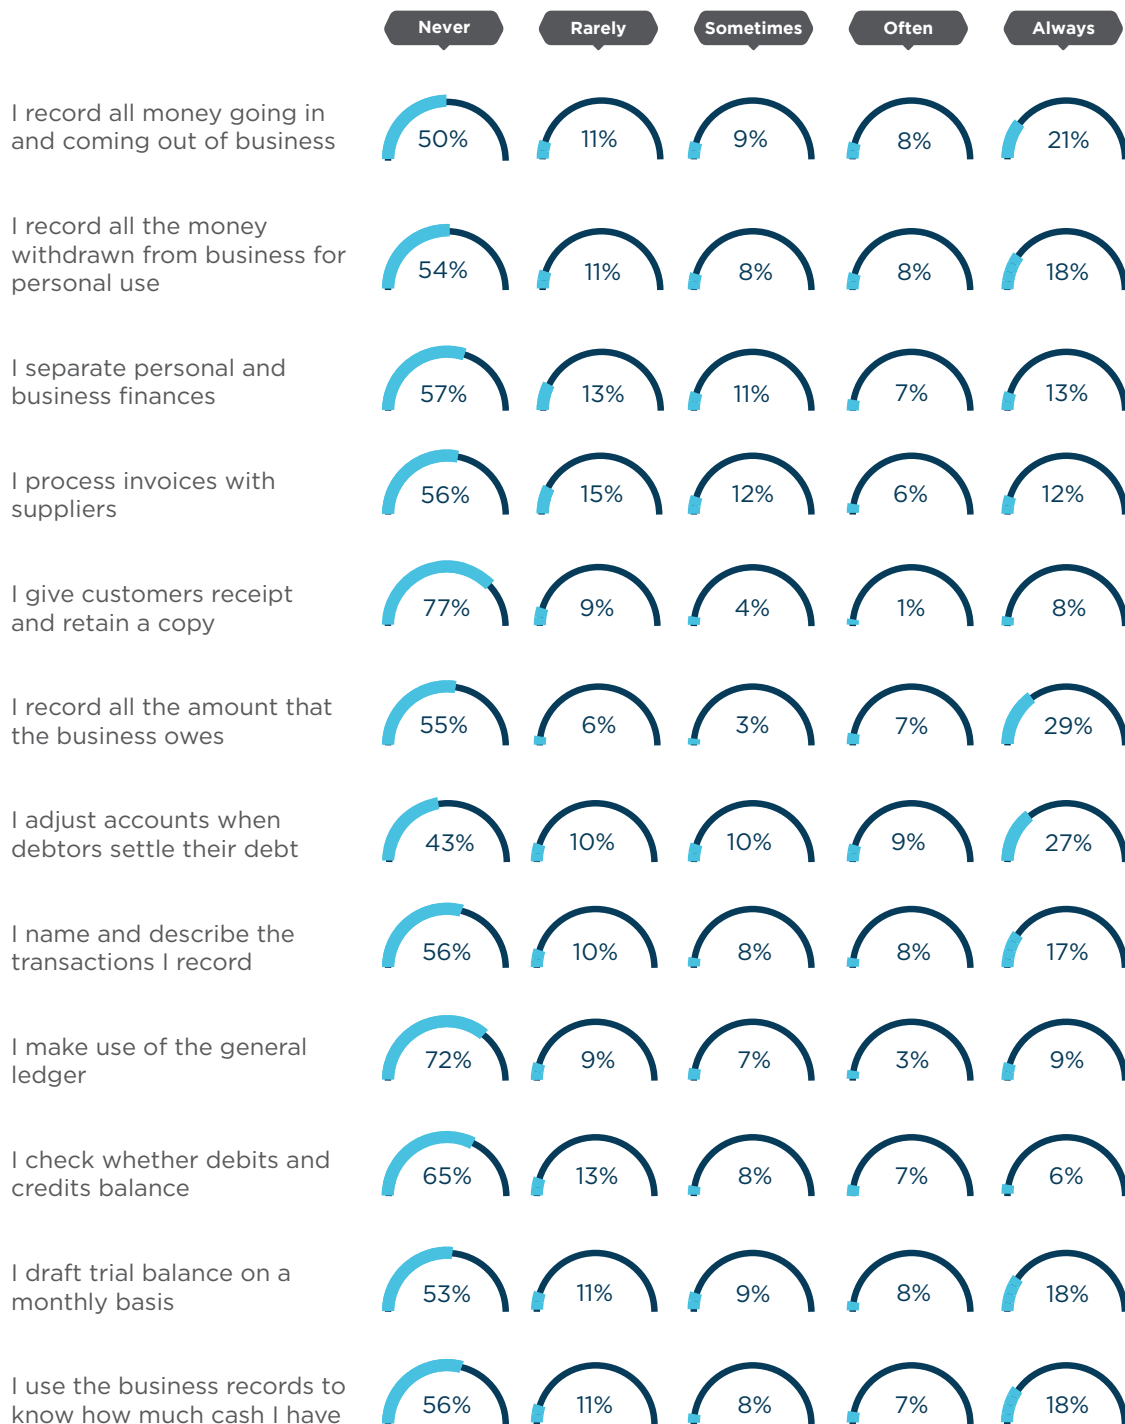 Never Rarely Sometimes Often Always
I record all money going in
and coming out of business
50% 11% 9% 8% 21%
I record all the money
withdrawn from business for
personal use
54% 11% 8% 8% 18%
I separate personal and
business finances
57% 13% 11% 7% 13%
I process invoices with
suppliers
56% 15% 12% 6% 12%
I give customers receipt
and retain a copy
77% 9% 4% 1% 8%
I record all the amount that
the business owes
55% 6% 3% 7% 29%
I adjust accounts when
debtors settle their debt
43% 10% 10% 9% 27%
I name and describe the
transactions I record
56% 10% 8% 8% 17%
I make use of the general
ledger
72% 9% 7% 3% 9%
I check whether debits and
credits balance
65% 13% 8% 7% 6%
I draft trial balance on a
monthly basis
53% 11% 9% 8% 18%
I use the business records to
know how much cash I have
56% 11% 8% 7% 18%